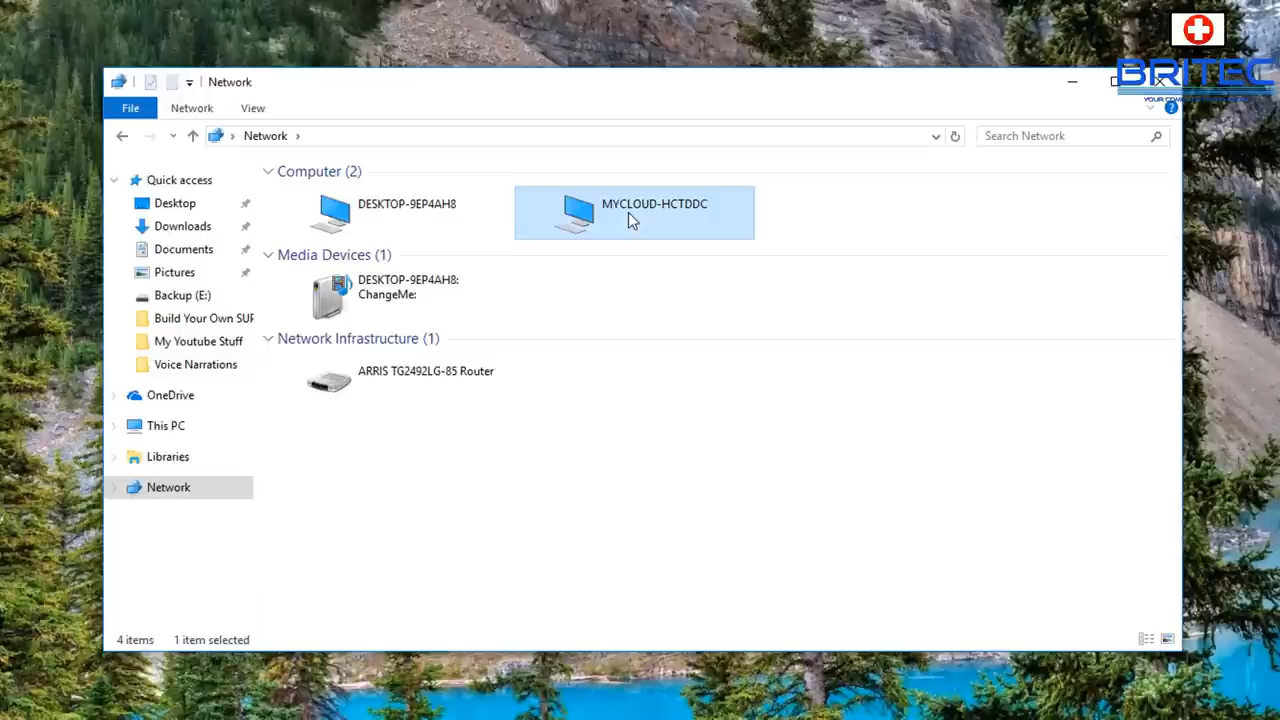 BRITEC
Network
File
Network
View
Network
Search Network
Quick access
Desktop
Downloads
Documents
Pictures
Backup (E:)
Build Your Own SUF
My Youtube Stuff
Voice Narrations
OneDrive
This PC
Libraries
Network
Computer (2)
DESKTOP-9EP4AH8
MYCLOUD-HCTDDC
Media Devices (1)
DESKTOP-9EP4AH8:
ChangeMe:
Network Infrastructure (1)
ARRIS TG2492LG-85 Router
4 items
1 item selected